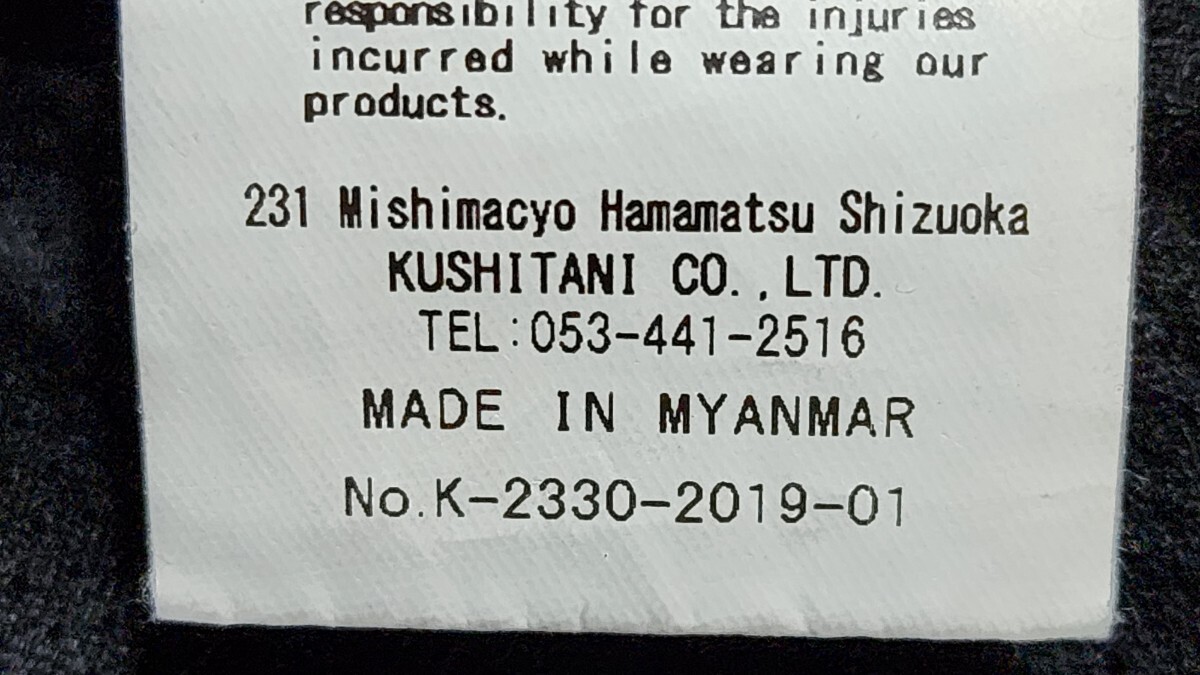 responsibility for the injuries
incurred while wearing our
products.
231 Mishimacyo Hamamatsu Shizuoka
KUSHITANI CO.,LTD.
TEL:053-441-2516
MADE IN MYANMAR
No.K-2330-2019-01